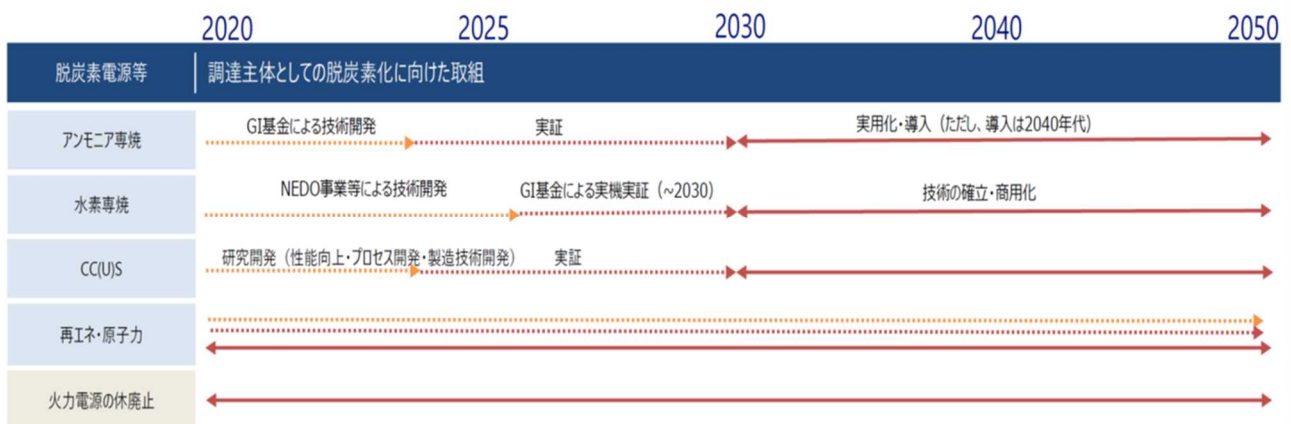 2020 2025 2030 2040 2050
脱炭素電源等 調達主体としての脱炭素化に向けた取組
アンモニア専焼 GI基金による技術開発 実証 実用化・導入（ただし、導入は2040年代）
水素専焼 NEDO事業等による技術開発 GI基金による実機実証（~2030） 技術の確立・商用化
CC(U)S 研究開発（性能向上・プロセス開発・製造技術開発） 実証
再エネ・原子力
火力電源の休廃止